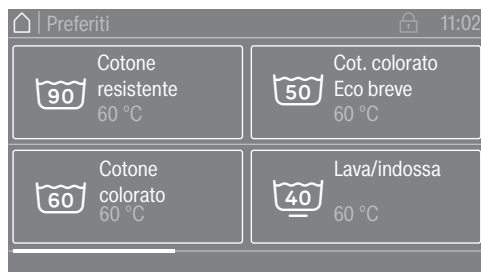 Preferiti
11:02
Cotone
resistente
90
60 °C
Cot. colorato
Eco breve
50
60 °C
Cotone
colorato
60
60 °C
Lava/indossa
40
60 °C